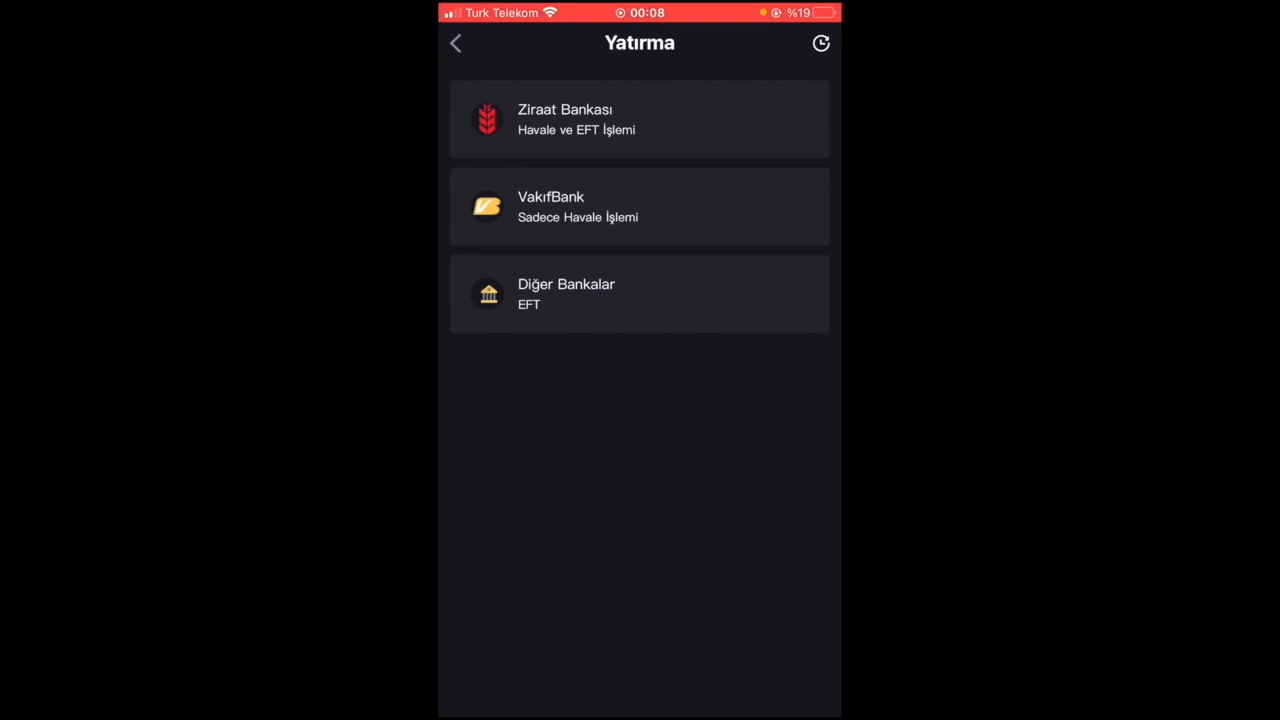 Turk Telekom 00:08 %19
Yatırma
Ziraat Bankası
Havale ve EFT İşlemi
VakıfBank
Sadece Havale İşlemi
Diğer Bankalar
EFT